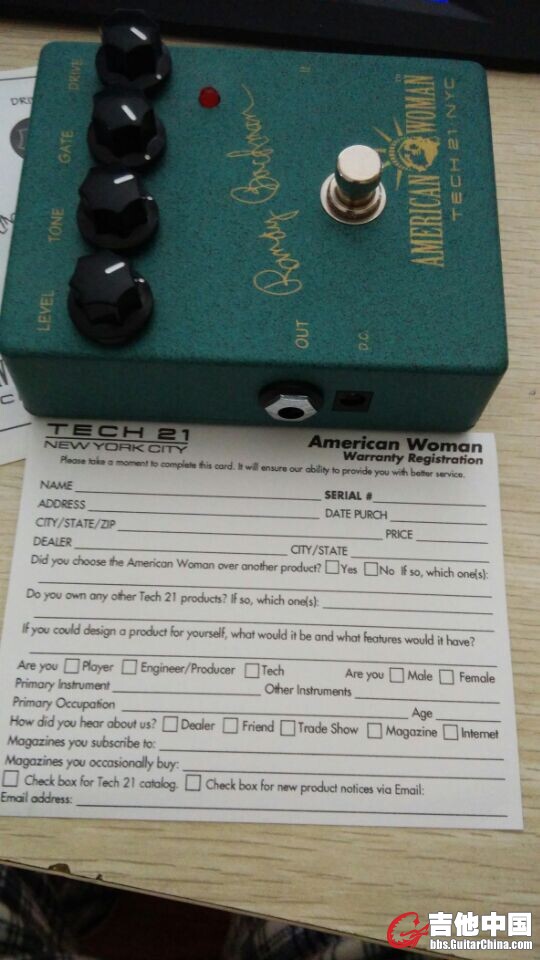 DRIVE
GATE
TONE
LEVEL
Randy Bachman
OUT
D.C.
AMERICAN WOMAN
TM
TECH 21 NYC
TECH 21
NEW YORK CITY
American Woman
Warranty Registration
Please take a moment to complete this card. It will ensure our ability to provide you with better service.
NAME SERIAL #
ADDRESS DATE PURCH
CITY/STATE/ZIP PRICE
DEALER CITY/STATE
Did you choose the American Woman over another product? Yes No If so, which one(s):
Do you own any other Tech 21 products? If so, which one(s):
If you could design a product for yourself, what would it be and what features would it have?
Are you Player Engineer/Producer Tech Are you Male Female
Primary Instrument Other Instruments
Primary Occupation Age
How did you hear about us? Dealer Friend Trade Show Magazine Internet
Magazines you subscribe to:
Magazines you occasionally buy:
Check box for Tech 21 catalog. Check box for new product notices via Email:
Email address:
吉他中国
bbs.GuitarChina.com